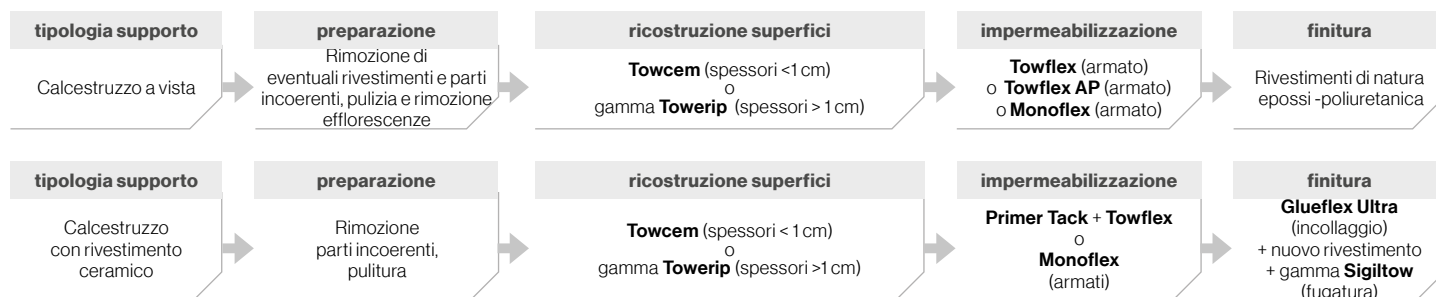 tipologia supporto
preparazione
ricostruzione superfici
impermeabilizzazione
finitura
Calcestruzzo a vista
Rimozione di
eventuali rivestimenti e parti
incoerenti, pulizia e rimozione
efflorescenze
Towcem (spessori <1 cm)
o
gamma Towerip (spessori > 1 cm)
Towflex (armato)
o Towflex AP (armato)
o Monoflex (armato)
Rivestimenti di natura
epossi -poliuretanica
tipologia supporto
preparazione
ricostruzione superfici
impermeabilizzazione
finitura
Calcestruzzo
con rivestimento
ceramico
Rimozione
parti incoerenti,
pulitura
Towcem (spessori < 1 cm)
o
gamma Towerip (spessori >1 cm)
Primer Tack + Towflex
o
Monoflex
(armati)
Glueflex Ultra
(incollaggio)
+ nuovo rivestimento
+ gamma Sigiltow
(fugatura)